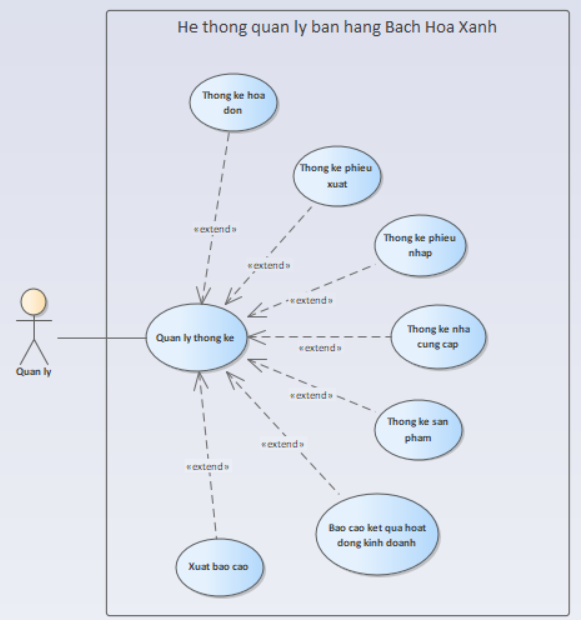 He thong quan ly ban hang Bach Hoa Xanh
Thong ke hoa
don
Thong ke phieu
xuat
«extend»
Thong ke phieu
nhap
«extend»
«extend»
Quan ly thong ke
Thong ke nha
cung cap
«extend»
Quan ly
«extend»
Thong ke san
pham
«extend»
«extend»
Bao cao ket qua hoat
dong kinh doanh
Xuat bao cao